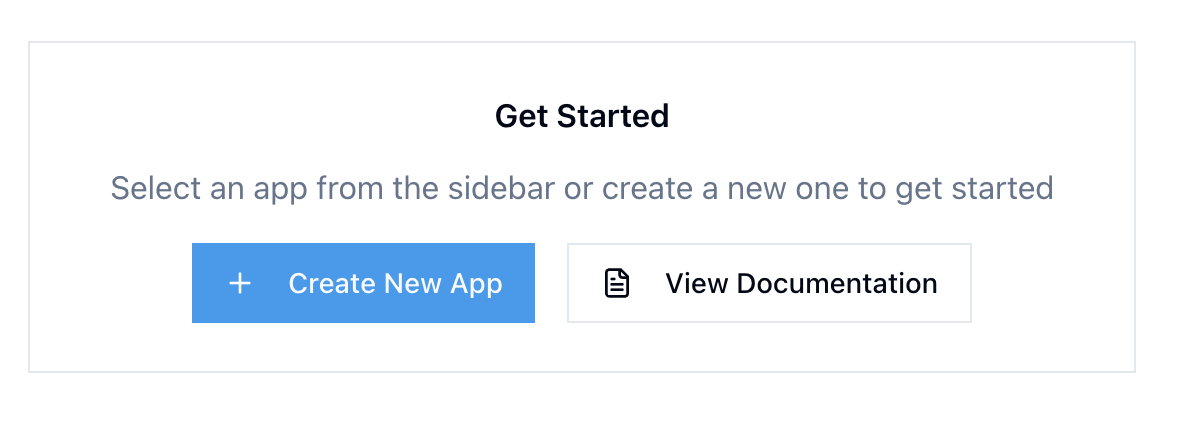 Get Started
Select an app from the sidebar or create a new one to get started
Create New App
View Documentation